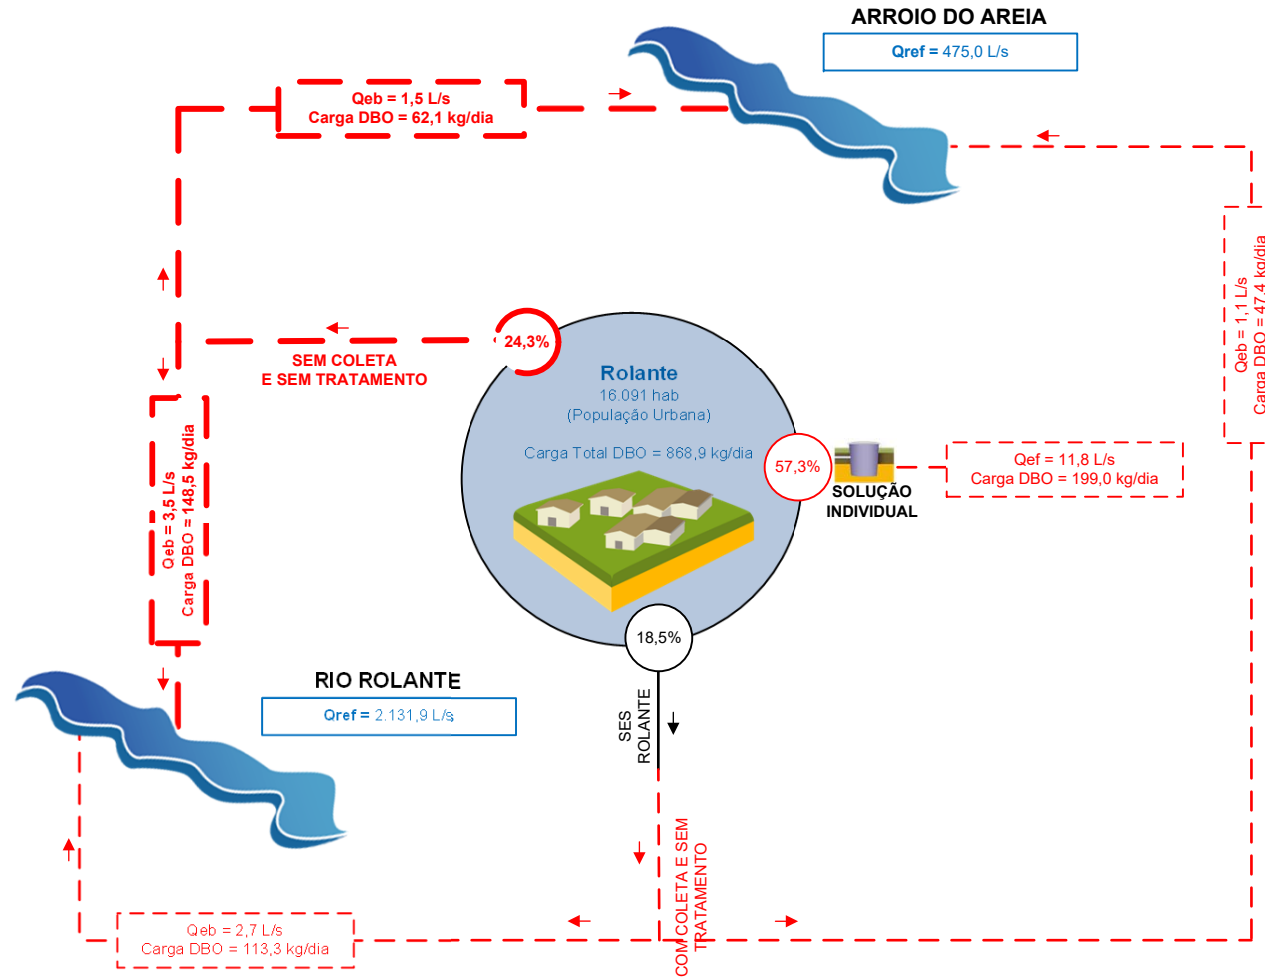 ARROIO DO AREIA
Qref = 475,0 L/s
Qeb = 1,5 L/s
Carga DBO = 62,1 kg/dia
Qeb = 1,1 L/s
Carga DBO = 47,4 kg/dia
24,3%
SEM COLETA
E SEM TRATAMENTO
Rolante
16.091 hab
(População Urbana)
Carga Total DBO = 868,9 kg/dia
57,3%
SOLUÇÃO
INDIVIDUAL
Qef = 11,8 L/s
Carga DBO = 199,0 kg/dia
Qeb = 3,5 L/s
Carga DBO = 148,5 kg/dia
18,5%
SES
ROLANTE
RIO ROLANTE
Qref = 2.131,9 L/s
COM COLETA E SEM
TRATAMENTO
Qeb = 2,7 L/s
Carga DBO = 113,3 kg/dia